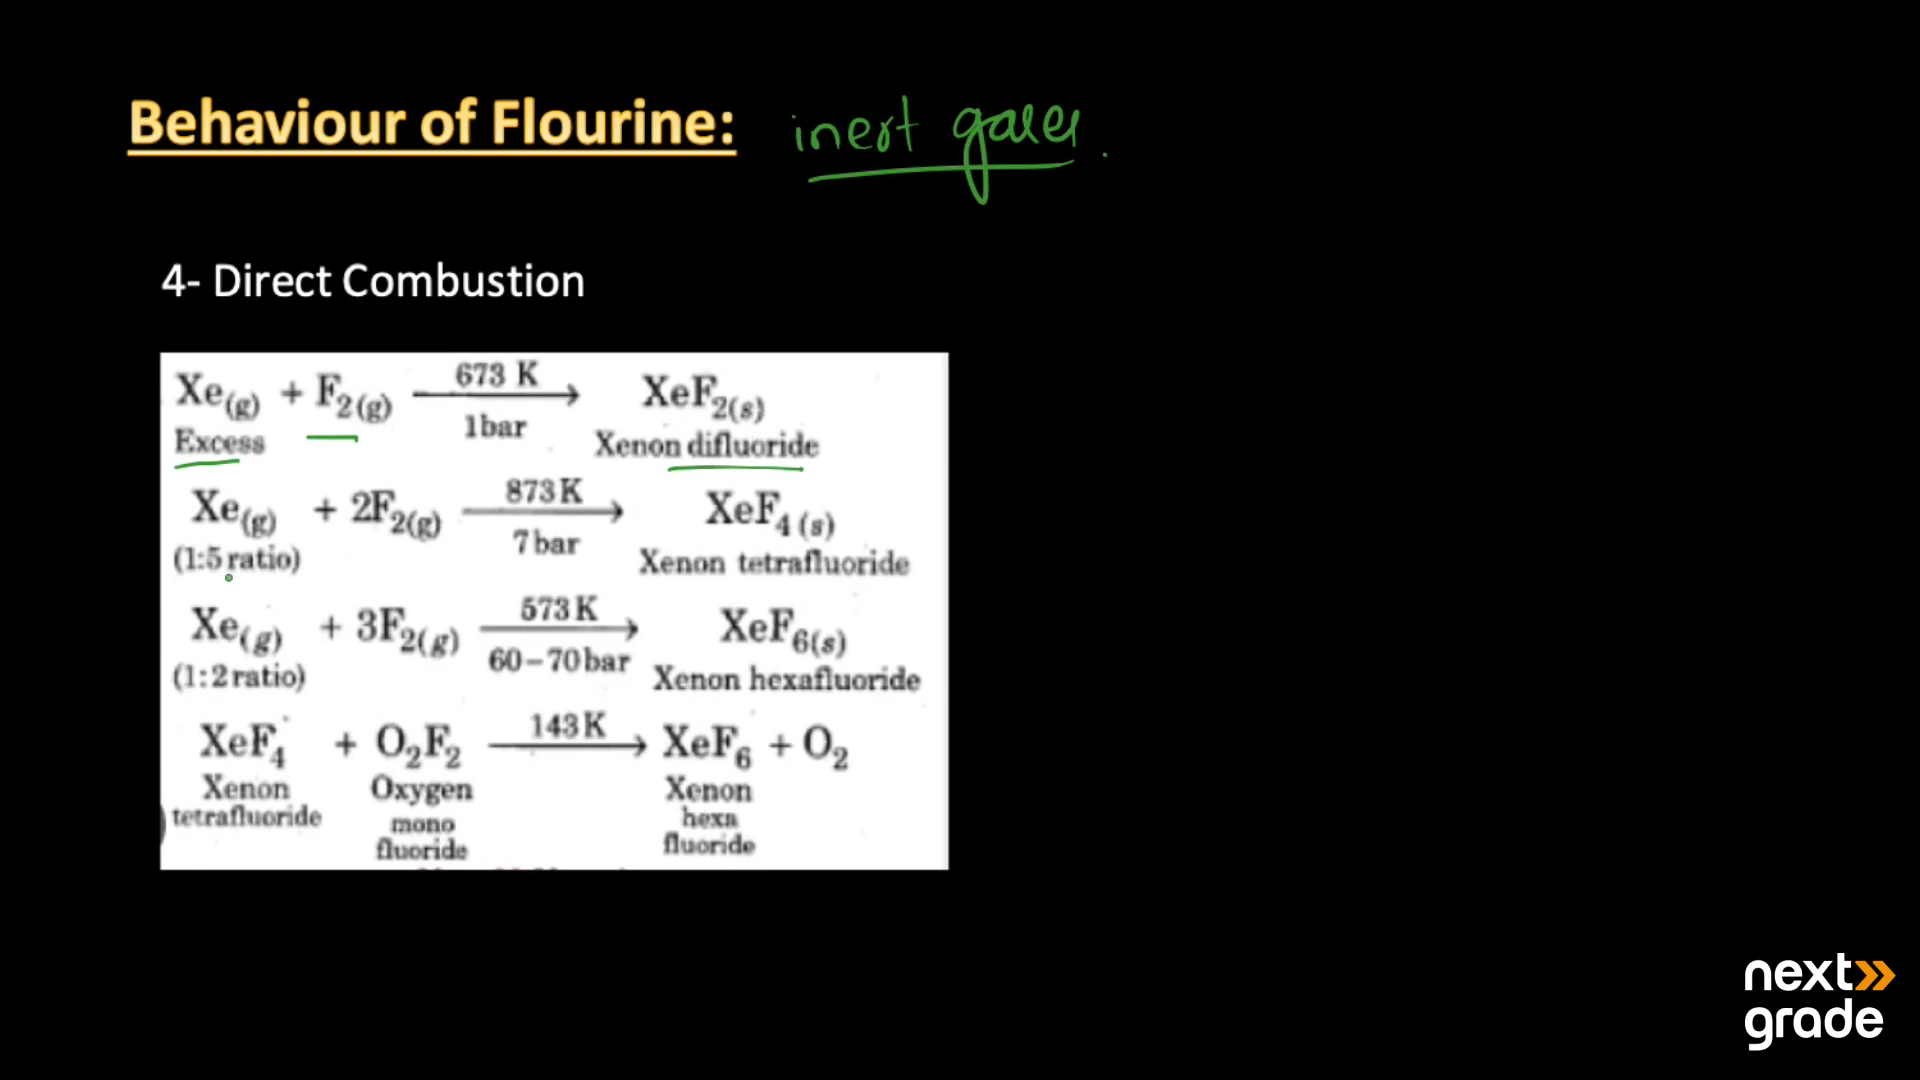 Behaviour of Flourine: inert gases.
4- Direct Combustion
Xe(g) + F2(g) 673 K 1bar → XeF2(s)
Excess Xenon difluoride
Xe(g) + 2F2(g) 873K 7bar → XeF4(s)
(1:5 ratio) Xenon tetrafluoride
Xe(g) + 3F2(g) 573K 60-70bar → XeF6(s)
(1:2 ratio) Xenon hexafluoride
XeF4 + O2F2 143K → XeF6 + O2
Xenon Oxygen Xenon
tetrafluoride mono hexa
fluoride fluoride
next
grade